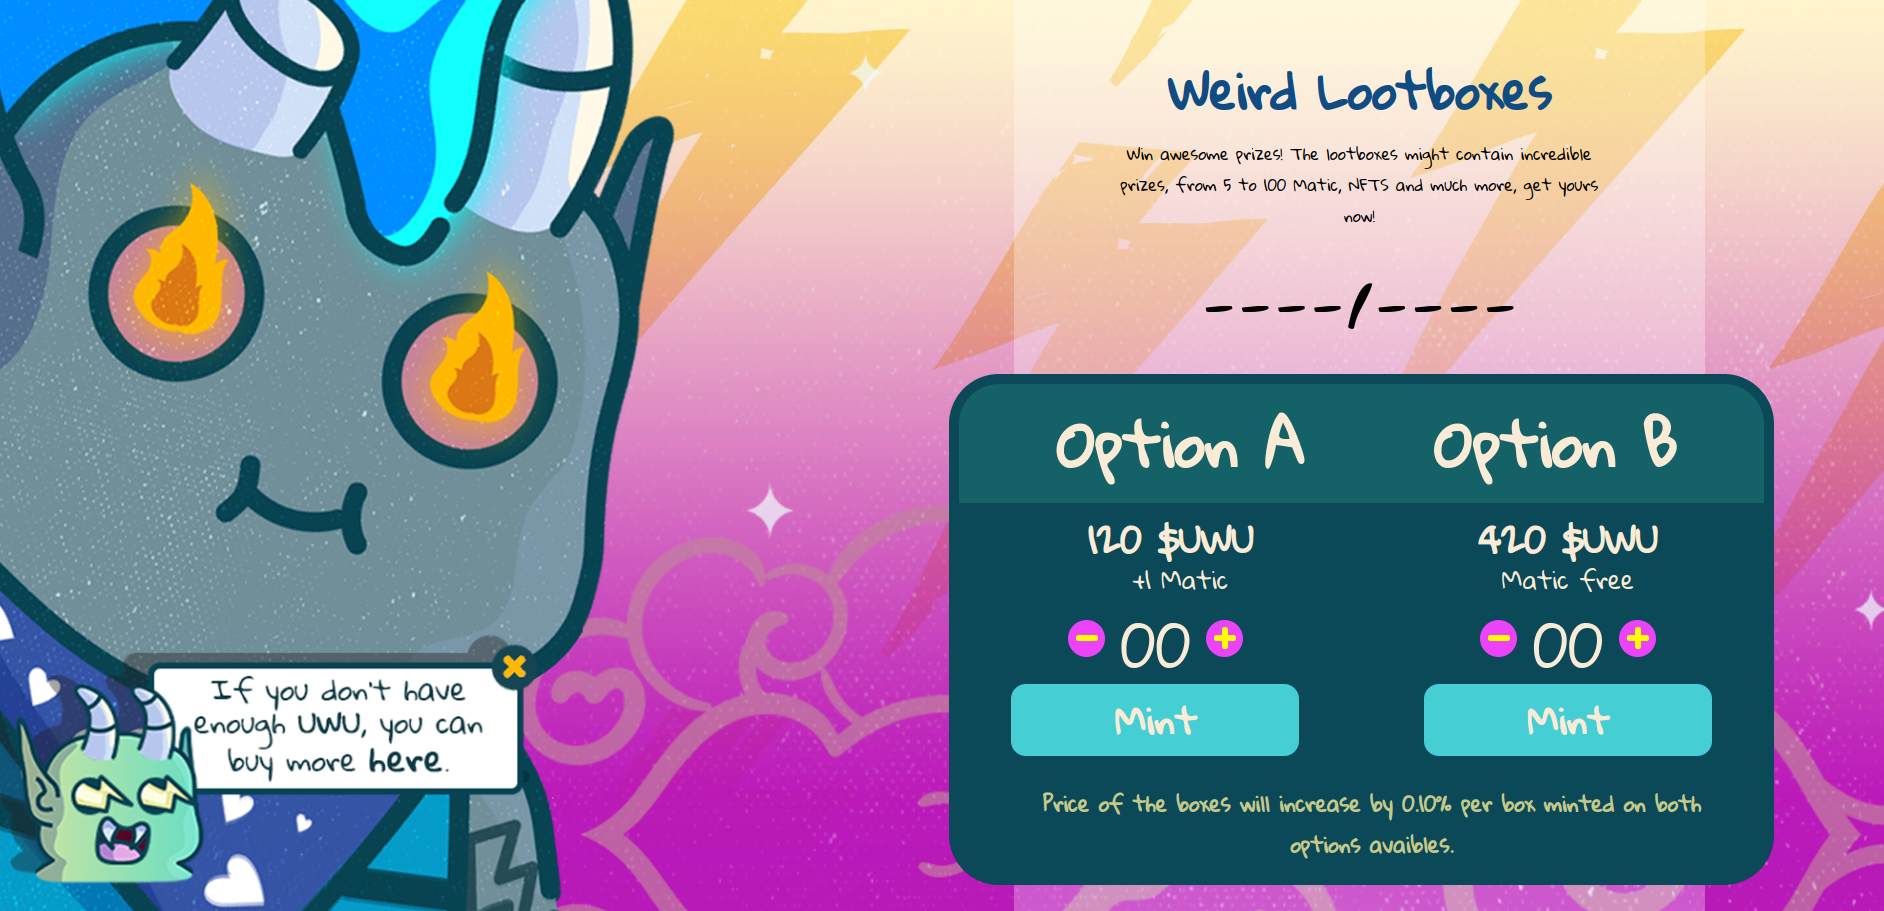 Weird Lootboxes
Win awesome prizes! The lootboxes might contain incredible
prizes, from 5 to 100 Matic, NFTS and much more, get yours
now!
----/----
Option A
Option B
120 $UWU
+1 Matic
420 $UWU
Matic free
- 00 +
- 00 +
Mint
Mint
Price of the boxes will increase by 0.10% per box minted on both
options avaibles.
If you don't have
enough UWU, you can
buy more here.